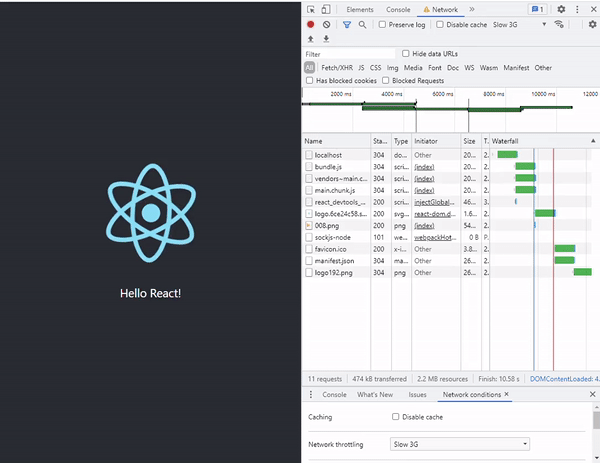 Hello React!
Elements
Console
Network
1
Preserve log
Disable cache
Slow 3G
Filter
Hide data URLs
All Fetch/XHR JS CSS Img Media Font Doc WS Wasm Manifest Other
Has blocked cookies Blocked Requests
2000 ms 4000 ms 6000 ms 8000 ms 10000 ms 12000
Name Sta... Type Initiator Size T. Waterfall
localhost 304 do... Other 20... 2.
bundle.js 304 scri... (index) 20... 2.
vendors~main.c... 304 scri... (index) 20... 2.
main.chunk.js 304 scri... (index) 20... 2.
react_devtools_... 200 scri... injectGlobal... 46... 3.
logo.6ce24c58.s... 200 svg... react-dom.d... 1.6... 2.
008.png 200 png (index) 54... 2.
sockjs-node 101 we... webpackHot... 0 B P.
favicon.ico 200 x-i... Other 3.8... 2.
manifest.json 304 ma... Other 26... 2.
logo192.png 304 png Other 26... 2.
11 requests 474 kB transferred 2.2 MB resources Finish: 10.58 s DOMContentLoaded: 4.
Console What's New Issues Network conditions
Caching Disable cache
Network throttling Slow 3G